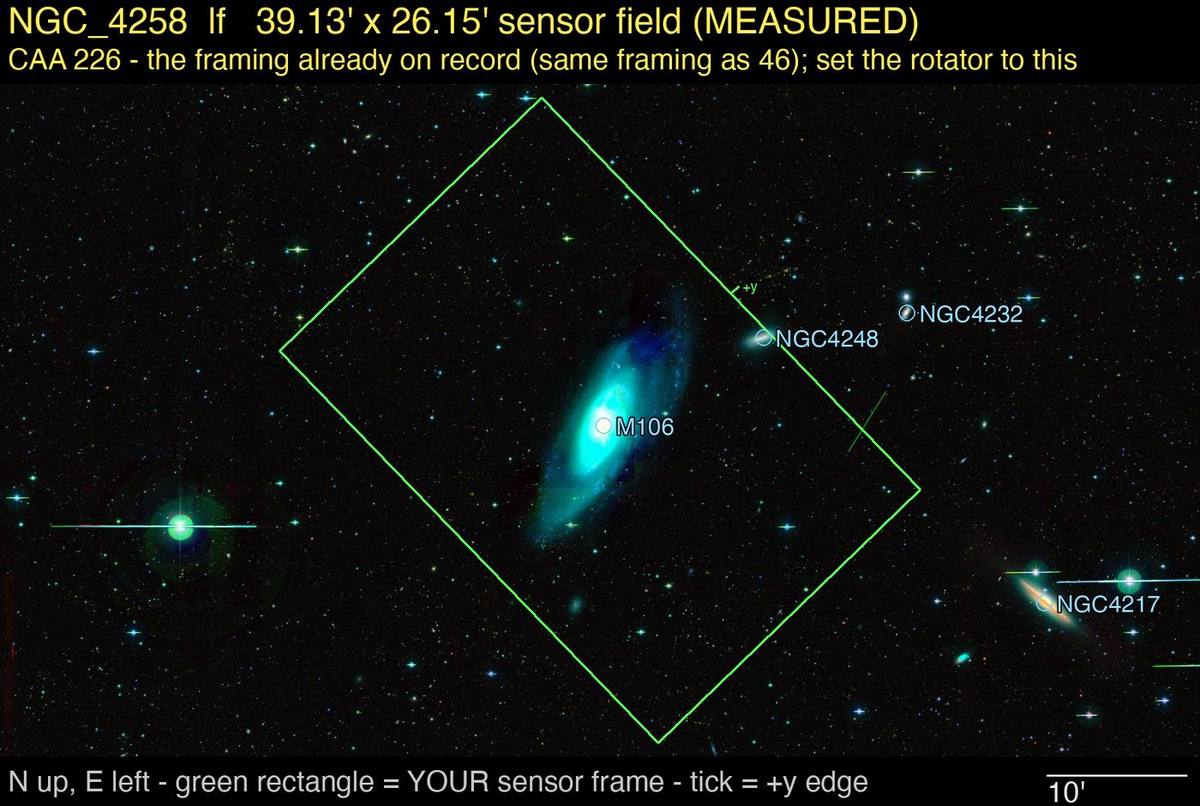 NGC_4258 lf 39.13' x 26.15' sensor field (MEASURED)
CAA 226 - the framing already on record (same framing as 46); set the rotator to this
+y
NGC4232
NGC4248
M106
NGC4217
N up, E left - green rectangle = YOUR sensor frame - tick = +y edge
10'